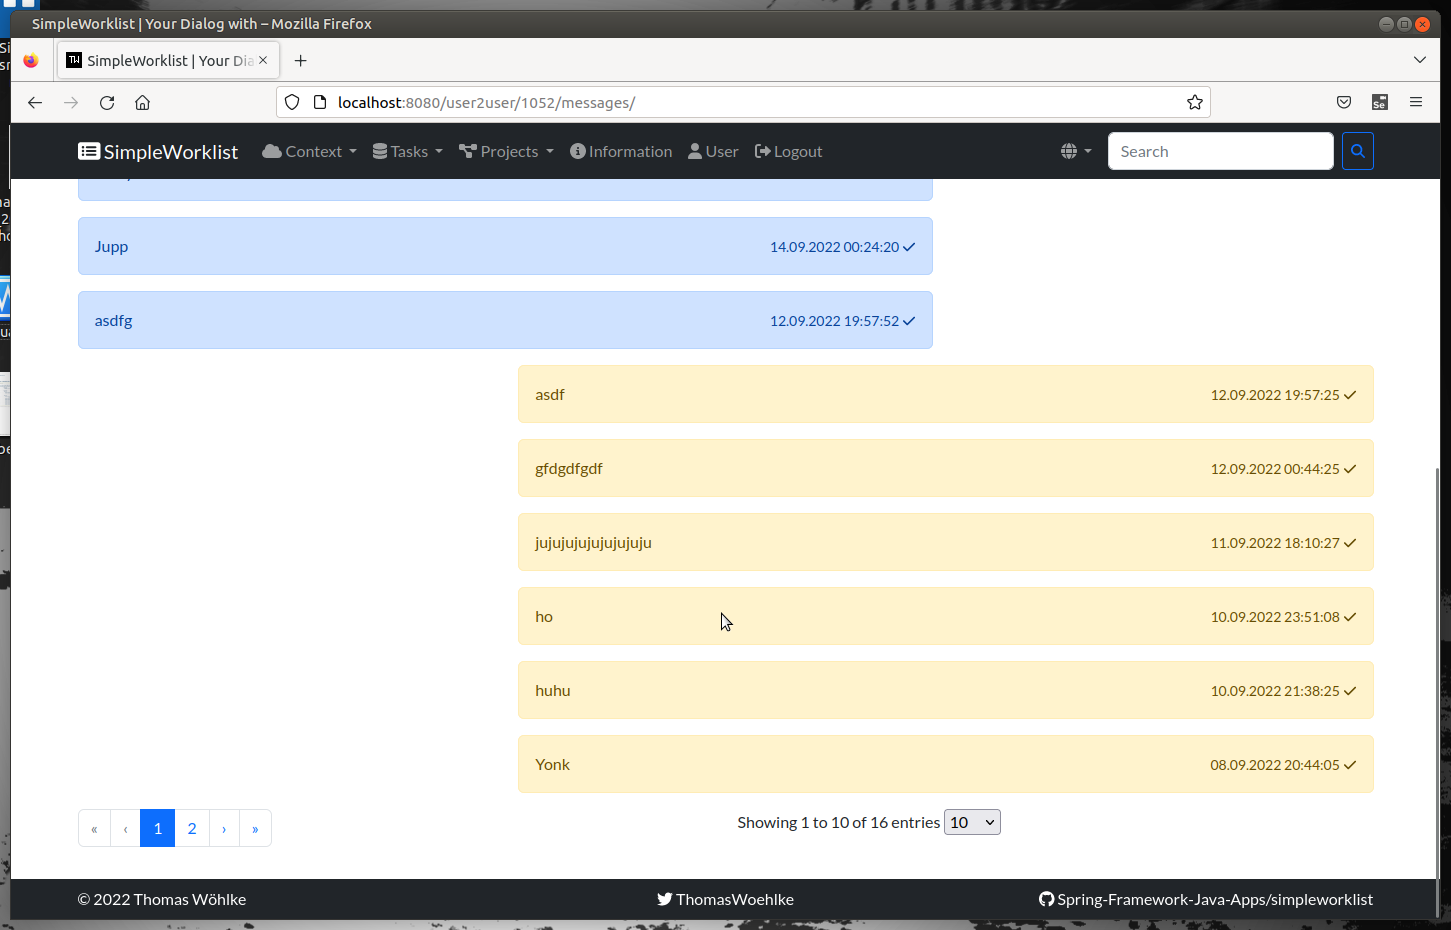 SimpleWorklist | Your Dialog with – Mozilla Firefox
SimpleWorklist | Your Dia
localhost:8080/user2user/1052/messages/
Se
SimpleWorklist Context Tasks Projects Information User Logout Search
Jupp 14.09.2022 00:24:20
asdfg 12.09.2022 19:57:52
asdf 12.09.2022 19:57:25
gfdgdfgdf 12.09.2022 00:44:25
jujujujujujujujuju 11.09.2022 18:10:27
ho 10.09.2022 23:51:08
huhu 10.09.2022 21:38:25
Yonk 08.09.2022 20:44:05
« ‹ 1 2 › » Showing 1 to 10 of 16 entries 10
© 2022 Thomas Wöhlke ThomasWoehlke Spring-Framework-Java-Apps/simpleworklist